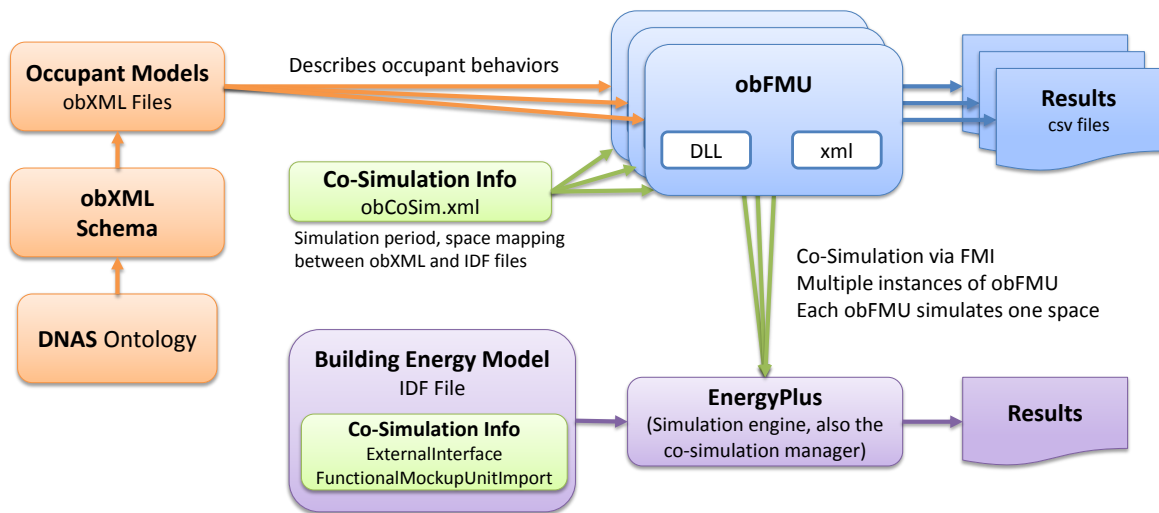 Occupant Models
obXML Files
Describes occupant behaviors
obFMU
DLL
xml
Results
csv files
obXML
Schema
Co-Simulation Info
obCoSim.xml
Simulation period, space mapping
between obXML and IDF files
Co-Simulation via FMI
Multiple instances of obFMU
Each obFMU simulates one space
DNAS Ontology
Building Energy Model
IDF File
Co-Simulation Info
ExternalInterface
FunctionalMockupUnitImport
EnergyPlus
(Simulation engine, also the
co-simulation manager)
Results